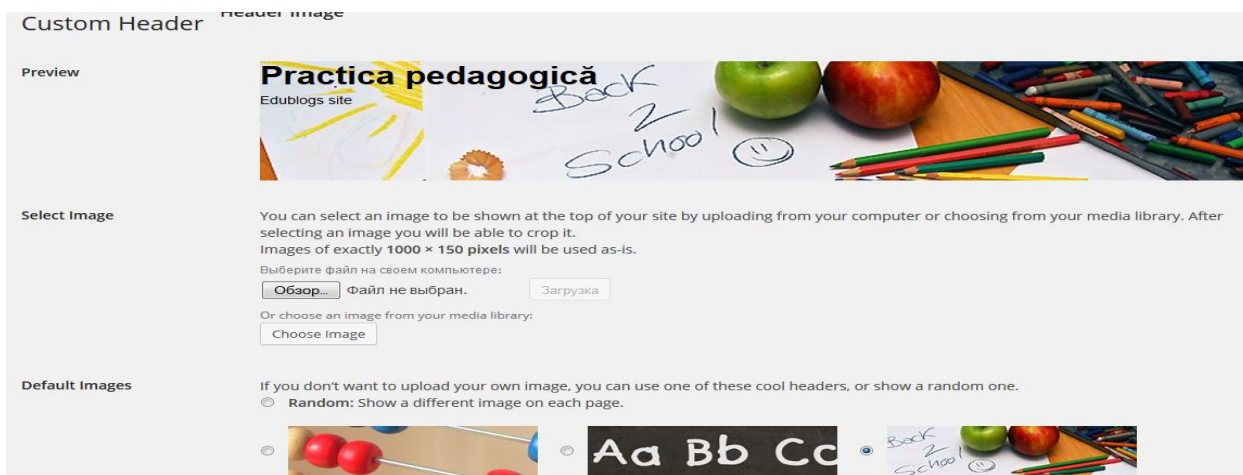 Header Image
Custom Header
Preview
Practica pedagogică
Edublogs site
Back
2
School
Select Image
You can select an image to be shown at the top of your site by uploading from your computer or choosing from your media library. After
selecting an image you will be able to crop it.
Images of exactly 1000 × 150 pixels will be used as-is.
Выберите файл на своем компьютере:
Обзор... Файл не выбран. Загрузка
Or choose an image from your media library:
Choose Image
Default Images
If you don't want to upload your own image, you can use one of these cool headers, or show a random one.
Random: Show a different image on each page.
Aa Bb Cc
Back
2
School